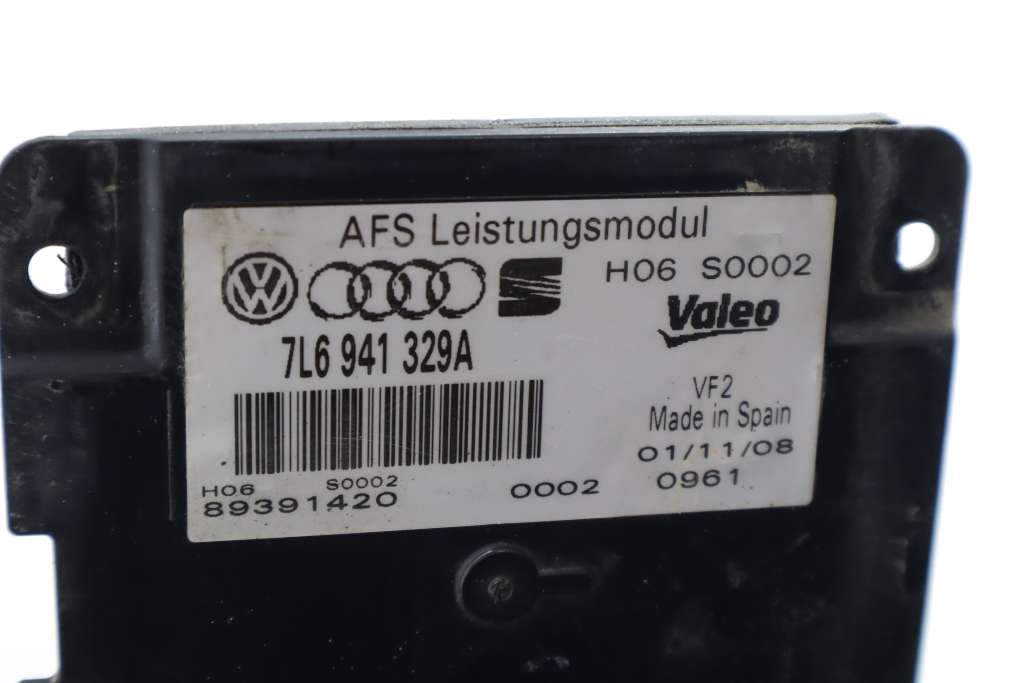 AFS Leistungsmodul
H06 S0002
Valeo
7L6 941 329A
VF2
Made in Spain
01/11/08
0961
H06 S0002
89391420 0002